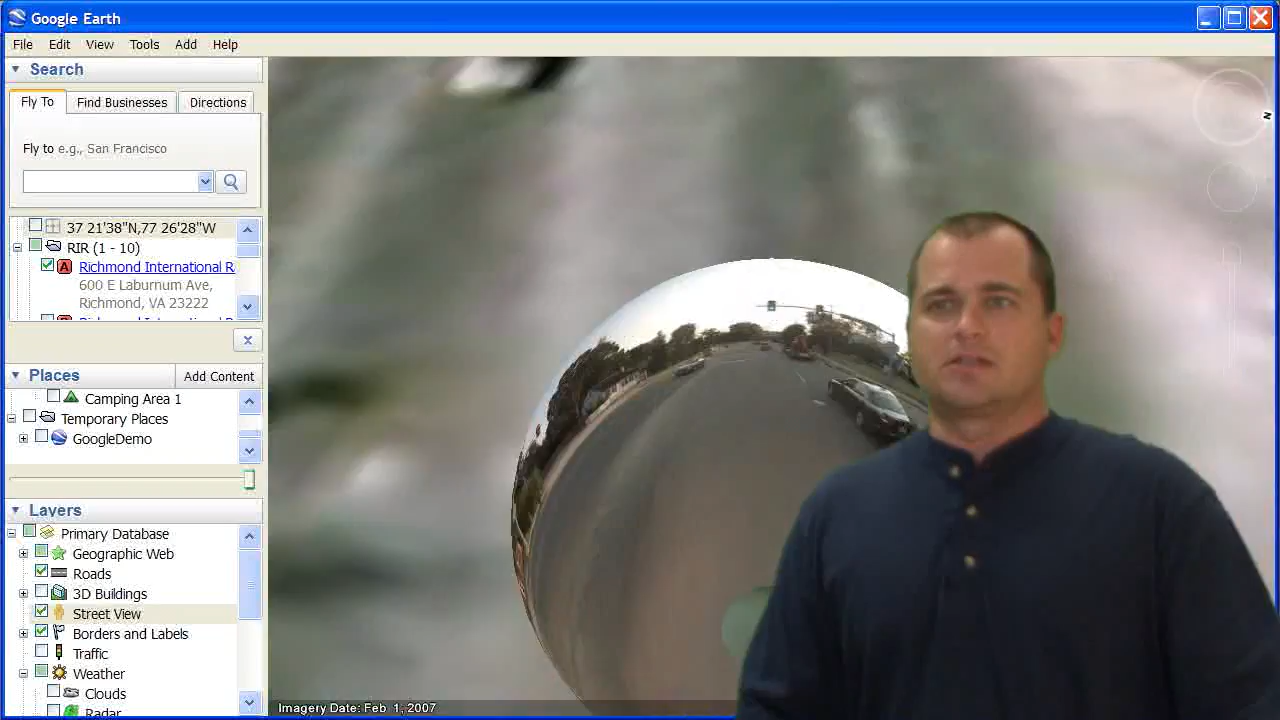 Google Earth
File Edit View Tools Add Help
Search
Fly To Find Businesses Directions
Fly to e.g., San Francisco
37 21'38"N,77 26'28"W
RIR (1 - 10)
A Richmond International R
600 E Laburnum Ave,
Richmond, VA 23222
Places Add Content
Camping Area 1
Temporary Places
GoogleDemo
Layers
Primary Database
Geographic Web
Roads
3D Buildings
Street View
Borders and Labels
Traffic
Weather
Clouds
Radar
Imagery Date: Feb 1, 2007
N